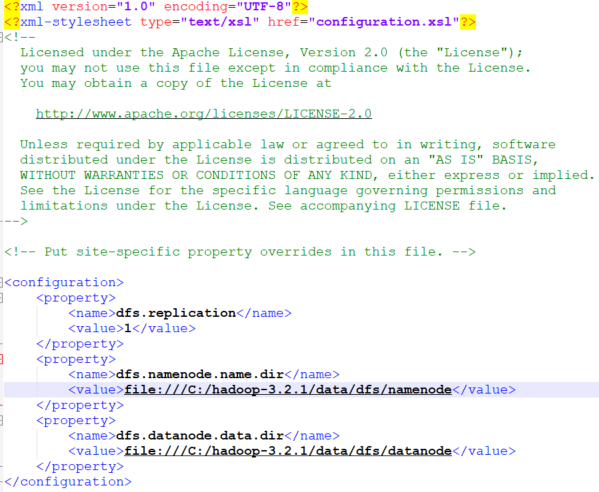 <?xml version="1.0" encoding="UTF-8"?>
<?xml-stylesheet type="text/xsl" href="configuration.xsl"?>
<!--
  Licensed under the Apache License, Version 2.0 (the "License");
  you may not use this file except in compliance with the License.
  You may obtain a copy of the License at

    http://www.apache.org/licenses/LICENSE-2.0

  Unless required by applicable law or agreed to in writing, software
  distributed under the License is distributed on an "AS IS" BASIS,
  WITHOUT WARRANTIES OR CONDITIONS OF ANY KIND, either express or implied.
  See the License for the specific language governing permissions and
  limitations under the License. See accompanying LICENSE file.
-->

<!-- Put site-specific property overrides in this file. -->

<configuration>
    <property>
        <name>dfs.replication</name>
        <value>1</value>
    </property>
    <property>
        <name>dfs.namenode.name.dir</name>
        <value>file:///C:/hadoop-3.2.1/data/dfs/namenode</value>
    </property>
    <property>
        <name>dfs.datanode.data.dir</name>
        <value>file:///C:/hadoop-3.2.1/data/dfs/datanode</value>
    </property>
</configuration>